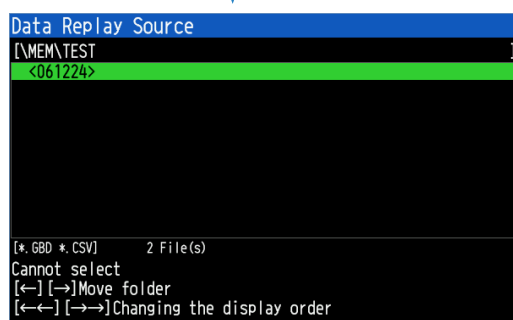 Data Replay Source
[\MEM\TEST ]
<061224>
[*.GBD *.CSV] 2 File(s)
Cannot select
[←][→]Move folder
[←←][→→]Changing the display order